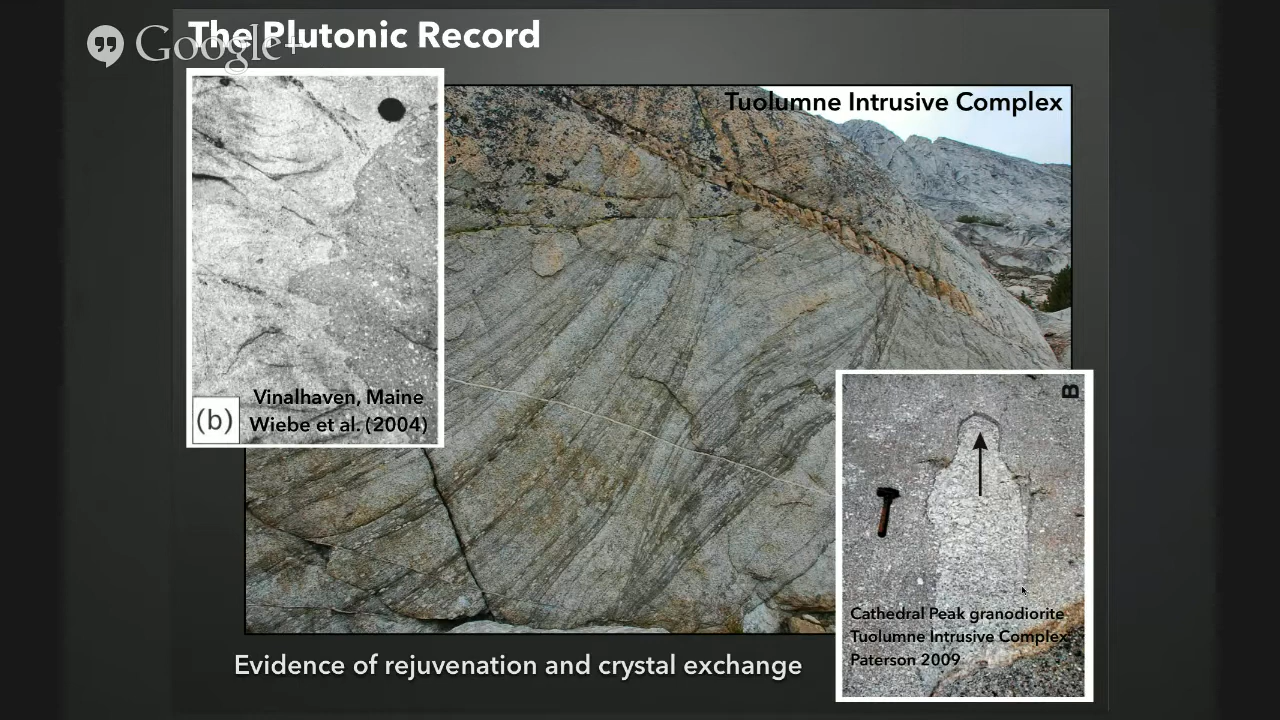 The Plutonic Record
Google+
Tuolumne Intrusive Complex
Vinalhaven, Maine
(b)
Wiebe et al. (2004)
B
Cathedral Peak granodiorite
Tuolumne Intrusive Complex
Paterson 2009
Evidence of rejuvenation and crystal exchange